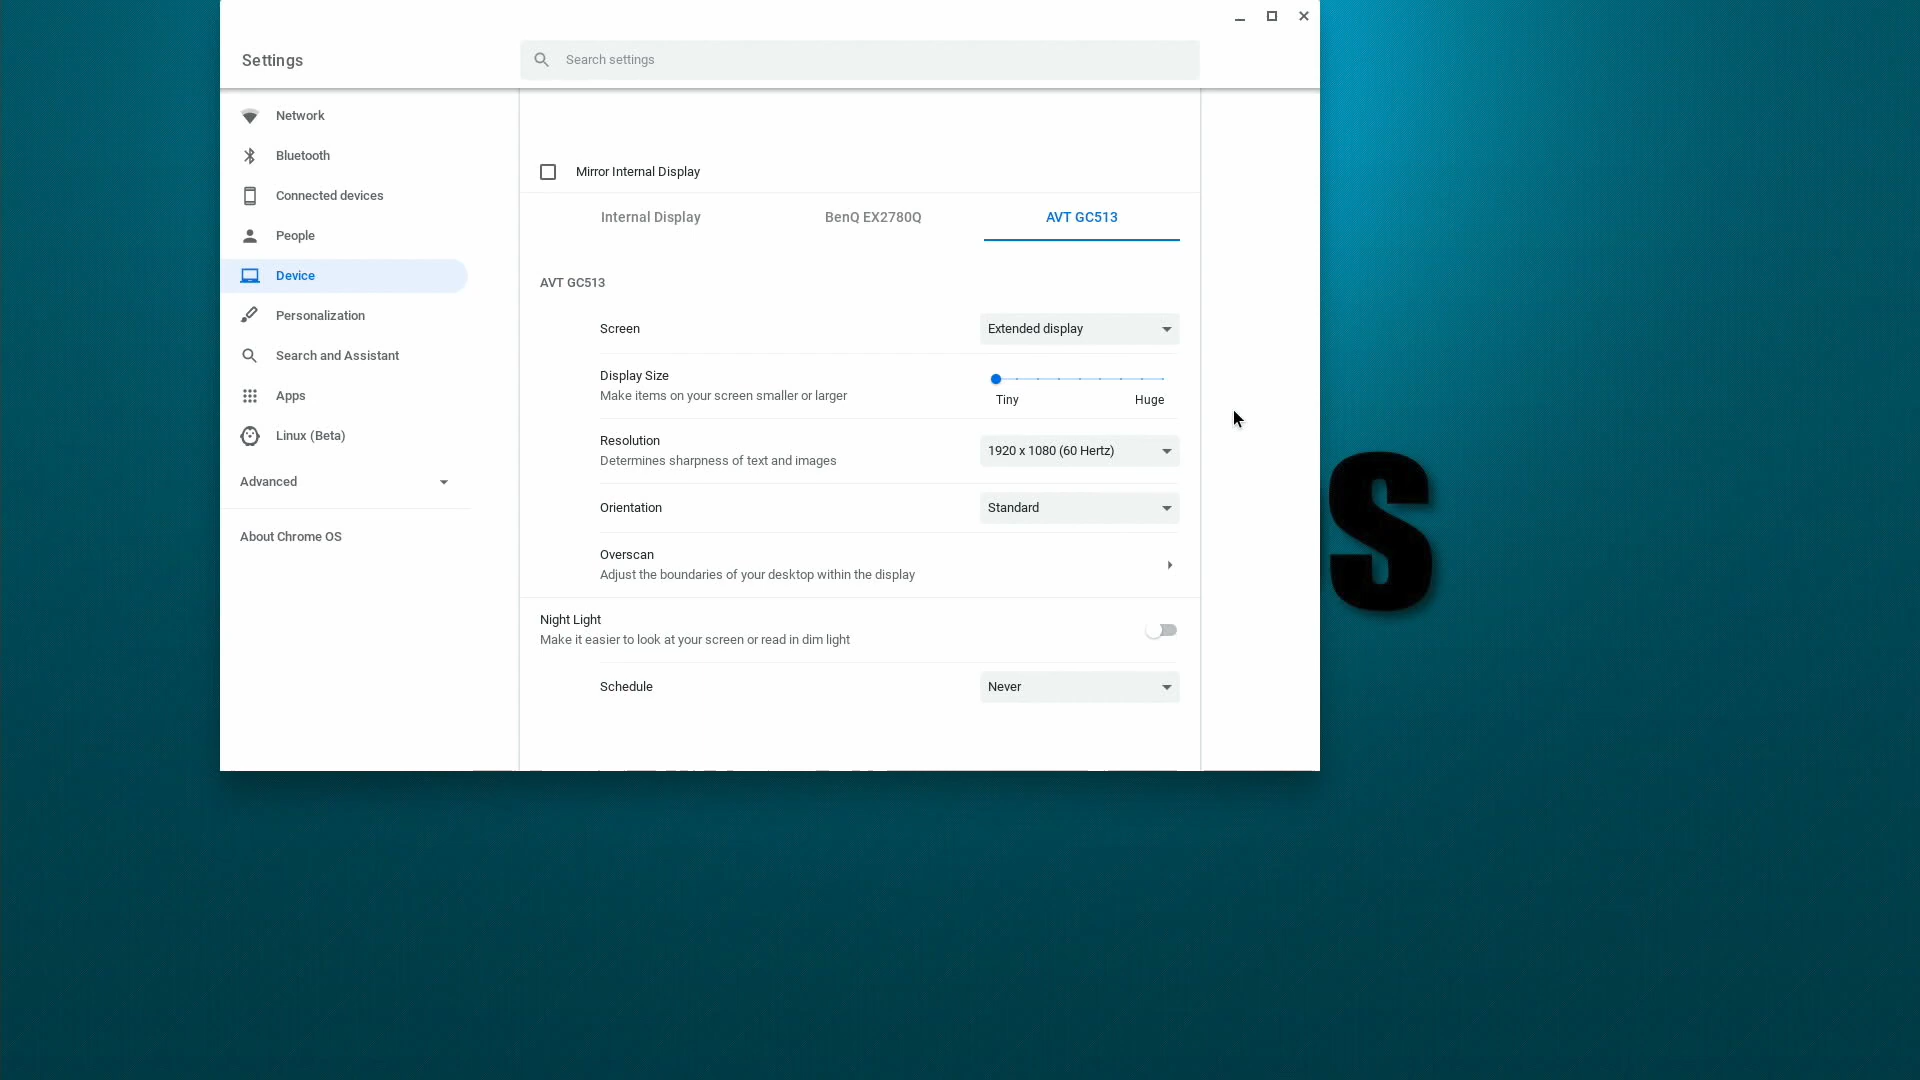 Settings
Search settings
Network
Bluetooth
Connected devices
People
Device
Personalization
Search and Assistant
Apps
Linux (Beta)
Advanced
About Chrome OS
Mirror Internal Display
Internal Display
BenQ EX2780Q
AVT GC513
AVT GC513
Screen
Extended display
Display Size
Make items on your screen smaller or larger
Tiny
Huge
Resolution
Determines sharpness of text and images
1920 x 1080 (60 Hertz)
Orientation
Standard
Overscan
Adjust the boundaries of your desktop within the display
Night Light
Make it easier to look at your screen or read in dim light
Schedule
Never
S